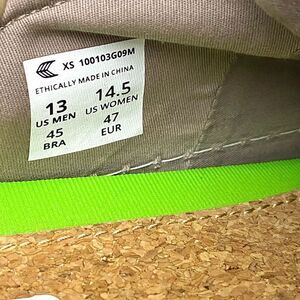 XS 100103G09M
ETHICALLY MADE IN CHINA
13 14.5
US MEN US WOMEN
45 47
BRA EUR